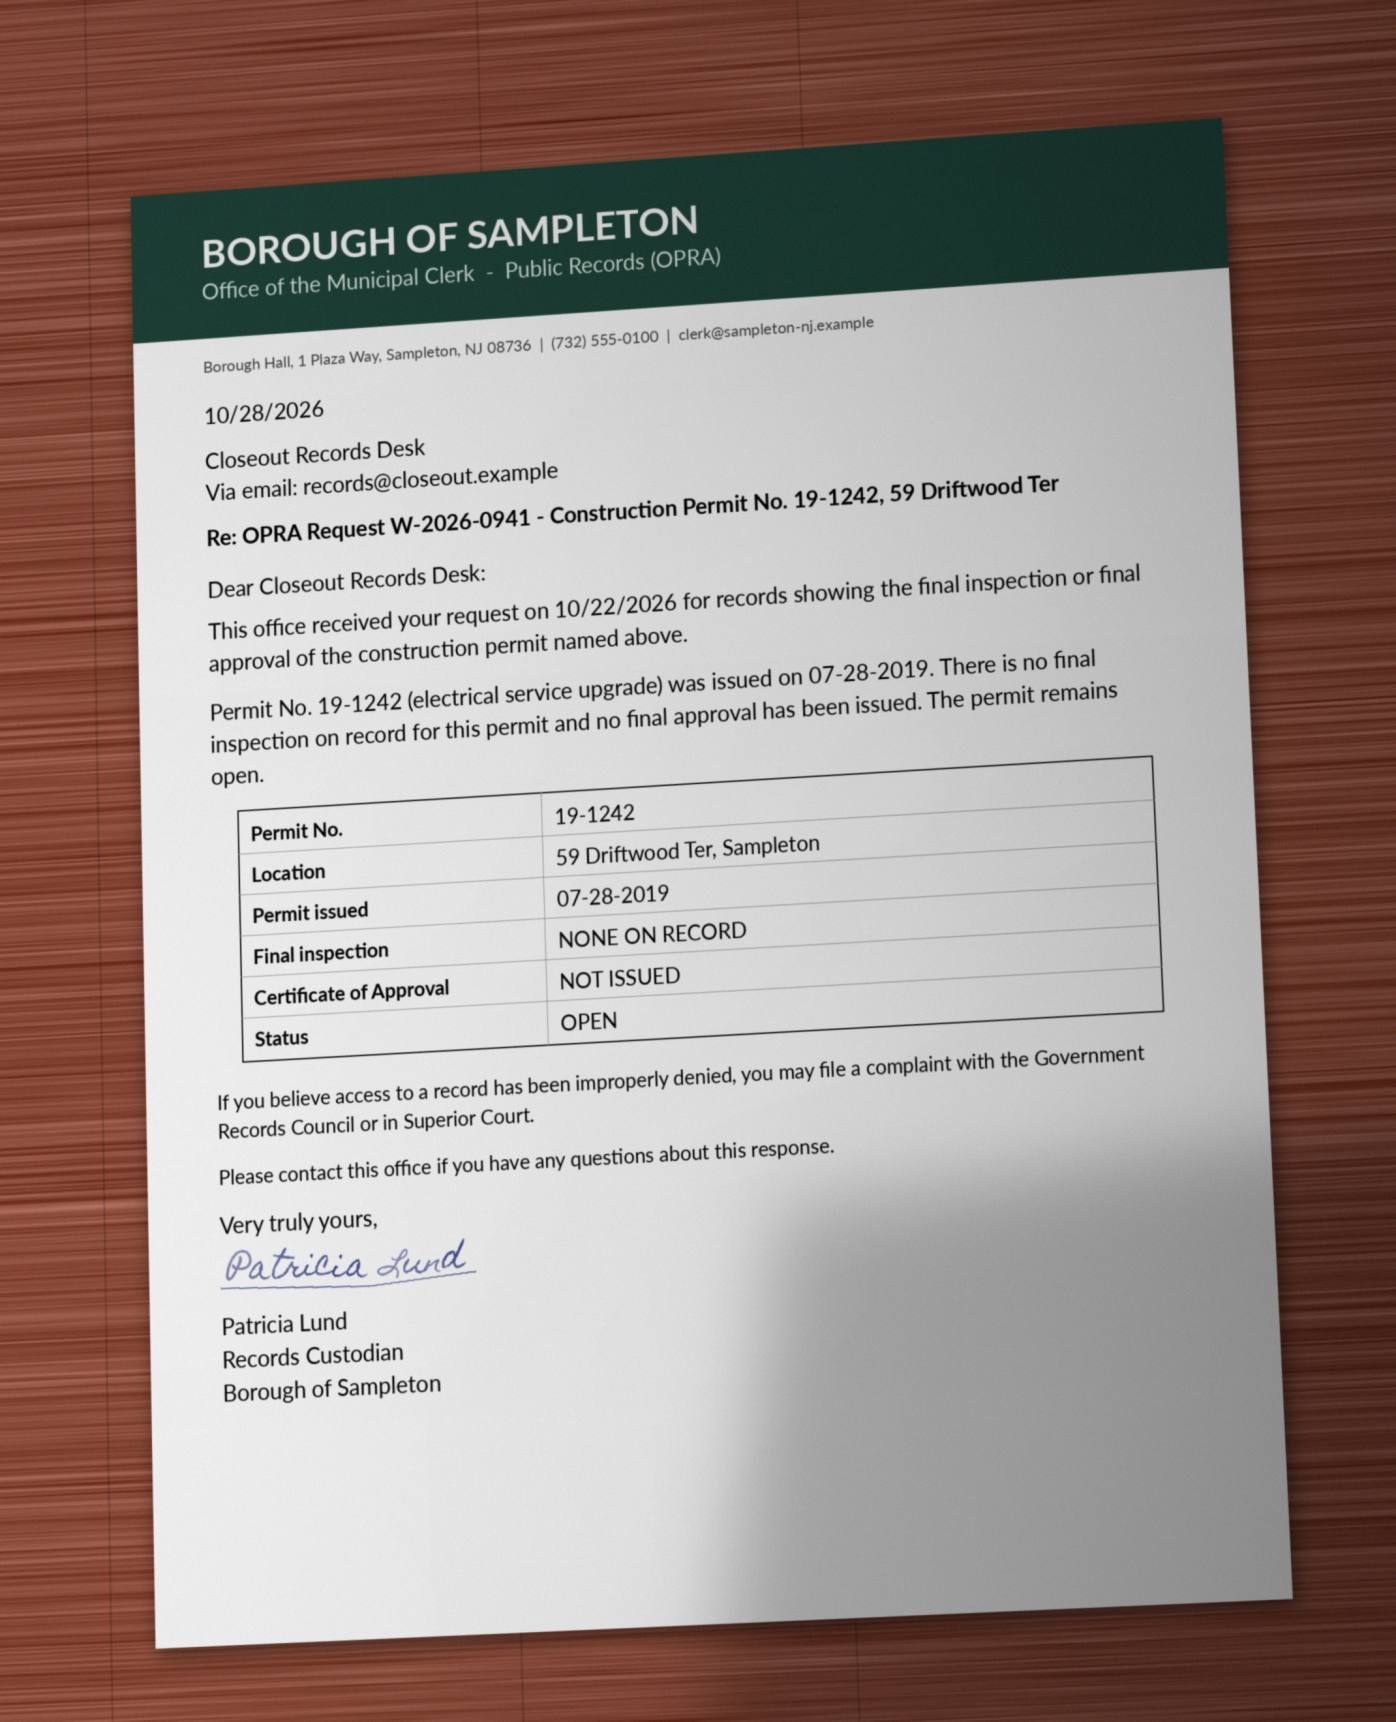 BOROUGH OF SAMPLETON
Office of the Municipal Clerk - Public Records (OPRA)
Borough Hall, 1 Plaza Way, Sampleton, NJ 08736 | (732) 555-0100 | clerk@sampleton-nj.example
10/28/2026
Closeout Records Desk
Via email: records@closeout.example
Re: OPRA Request W-2026-0941 - Construction Permit No. 19-1242, 59 Driftwood Ter
Dear Closeout Records Desk:
This office received your request on 10/22/2026 for records showing the final inspection or final
approval of the construction permit named above.
Permit No. 19-1242 (electrical service upgrade) was issued on 07-28-2019. There is no final
inspection on record for this permit and no final approval has been issued. The permit remains
open.
Permit No. 19-1242
Location 59 Driftwood Ter, Sampleton
Permit issued 07-28-2019
Final inspection NONE ON RECORD
Certificate of Approval NOT ISSUED
Status OPEN
If you believe access to a record has been improperly denied, you may file a complaint with the Government
Records Council or in Superior Court.
Please contact this office if you have any questions about this response.
Very truly yours,
Patricia Lund
Patricia Lund
Records Custodian
Borough of Sampleton